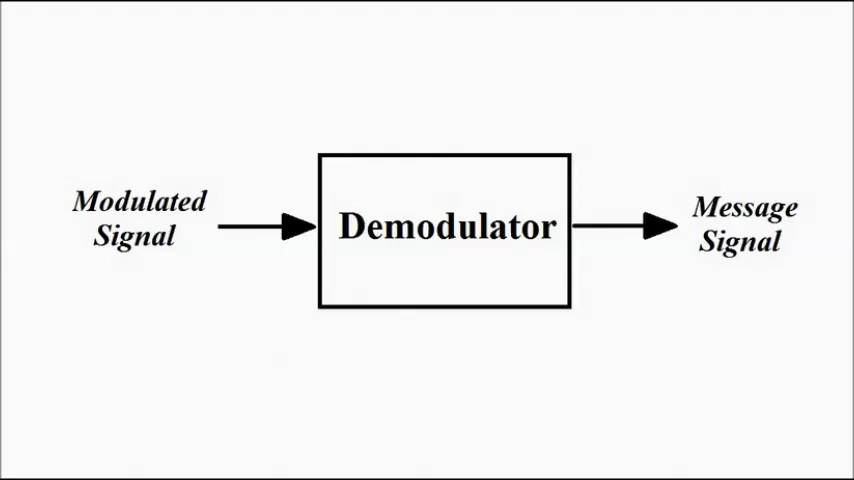 Modulated
Signal
Demodulator
Message
Signal